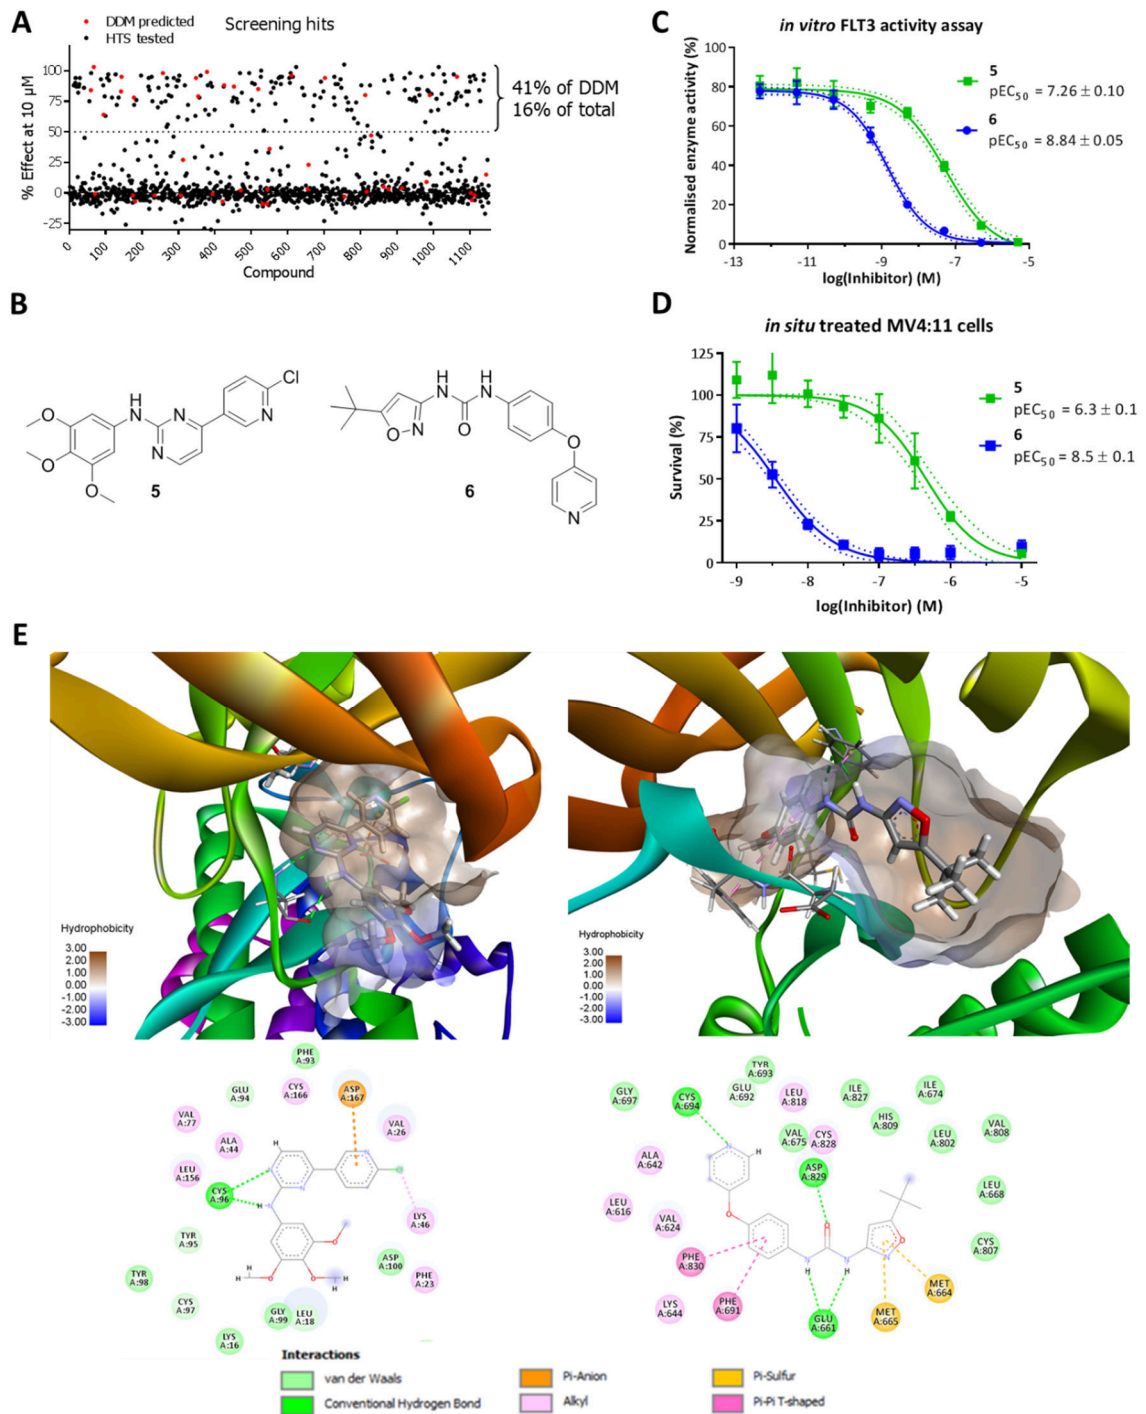 A
DDM predicted
HTS tested
Screening hits
% Effect at 10 µM
100
75
50
25
0
-25
41% of DDM
16% of total
0
100
200
300
400
500
600
700
800
900
1000
1100
Compound
B
O
O
O
H
N
N
N
N
Cl
5
O
N
H
N
H
N
O
O
N
6
C
in vitro FLT3 activity assay
Normalised enzyme activity (%)
100
80
60
40
20
0
-13
-11
-9
-7
-5
log(Inhibitor) (M)
5
pEC50 = 7.26 ± 0.10
6
pEC50 = 8.84 ± 0.05
D
in situ treated MV4:11 cells
Survival (%)
125
100
75
50
25
0
-9
-8
-7
-6
-5
log(Inhibitor) (M)
5
pEC50 = 6.3 ± 0.1
6
pEC50 = 8.5 ± 0.1
E
Hydrophobicity
3.00
2.00
1.00
0.00
-1.00
-2.00
-3.00
Hydrophobicity
3.00
2.00
1.00
0.00
-1.00
-2.00
-3.00
PHE
A:93
GLU
A:94
CYS
A:166
ASP
A:167
VAL
A:77
VAL
A:26
ALA
A:44
LEU
A:156
CYS
A:96
LYS
A:46
TYR
A:95
ASP
A:100
PHE
A:23
TYR
A:98
CYS
A:97
GLY
A:99
LEU
A:18
LYS
A:16
TYR
A:693
GLY
A:697
CYS
A:694
GLU
A:692
LEU
A:818
ILE
A:827
ILE
A:674
HIS
A:809
VAL
A:675
CYS
A:828
LEU
A:802
VAL
A:808
ALA
A:642
ASP
A:829
LEU
A:668
LEU
A:616
VAL
A:624
CYS
A:807
PHE
A:830
MET
A:664
LYS
A:644
PHE
A:691
GLU
A:661
MET
A:665
Interactions
van der Waals
Conventional Hydrogen Bond
Pi-Anion
Alkyl
Pi-Sulfur
Pi-Pi T-shaped